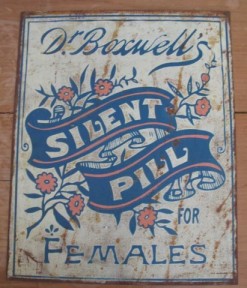 Dr Boxwell's
SILENT
PILL
FOR
FEMALES